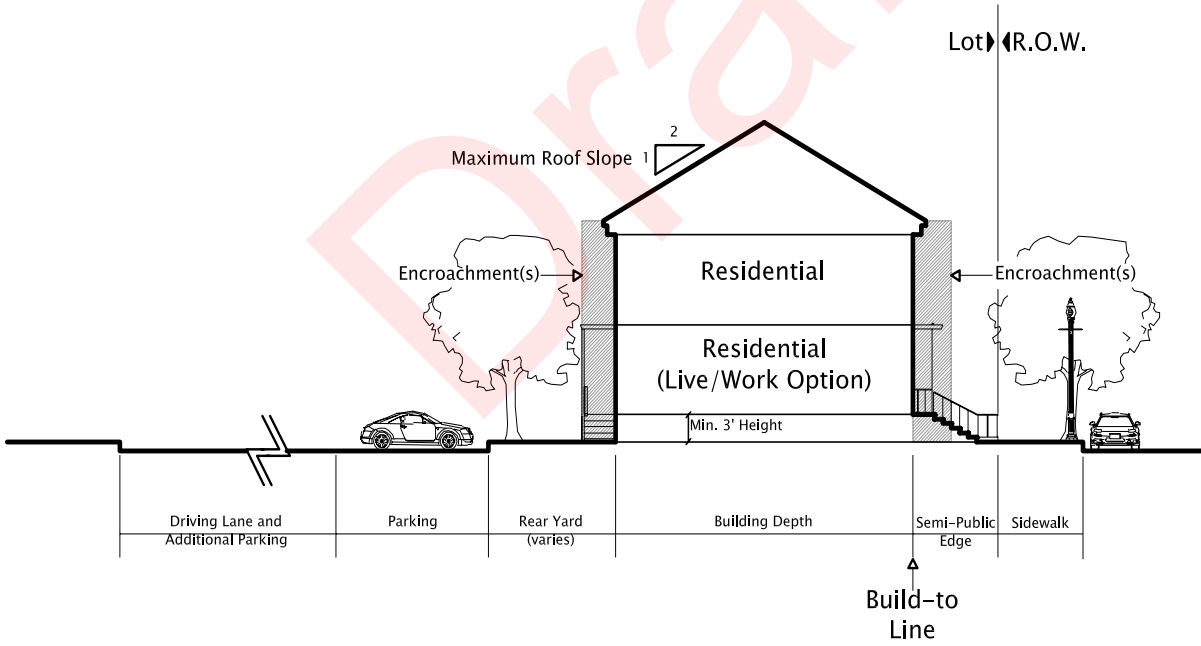 Draft
Lot R.O.W.
2
Maximum Roof Slope 1
Encroachment(s)
Residential
Encroachment(s)
Residential
(Live/Work Option)
Min. 3' Height
Driving Lane and
Additional Parking
Parking
Rear Yard
(varies)
Building Depth
Semi-Public
Edge
Sidewalk
Build-to
Line